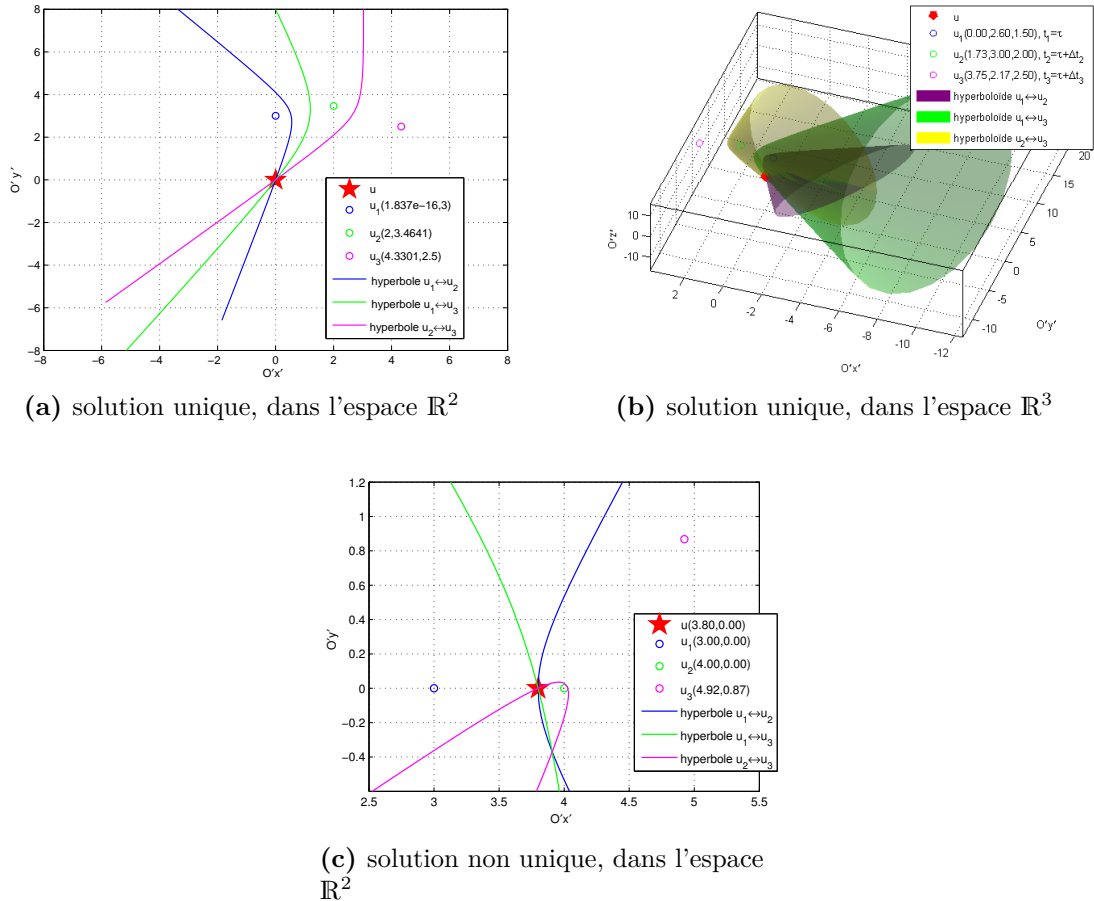 8
6
4
2
0
−2
−4
−6
−8
−8 −6 −4 −2 0 2 4 6 8
O'x'
O' y'
u
u1(1.837e−16,3)
u2(2,3.4641)
u3(4.3301,2.5)
hyperbole u1↔u2
hyperbole u1↔u3
hyperbole u2↔u3
(a) solution unique, dans l'espace ℝ²
u
u1(0.00,2.60,1.50), t1=τ
u2(1.73,3.00,2.00), t2=τ+Δt2
u3(3.75,2.17,2.50), t3=τ+Δt3
hyperboloïde u1↔u2
hyperboloïde u1↔u3
hyperboloïde u2↔u3
10
0
-10
O'z'
2 0 -2 -4 -6 -8 -10 -12
O'x'
20
15
10
5
0
-5
-10
O'y'
(b) solution unique, dans l'espace ℝ³
1.2
1
0.8
0.6
0.4
0.2
0
−0.2
−0.4
2.5 3 3.5 4 4.5 5 5.5
O'x'
O'y'
u(3.80,0.00)
u1(3.00,0.00)
u2(4.00,0.00)
u3(4.92,0.87)
hyperbole u1↔u2
hyperbole u1↔u3
hyperbole u2↔u3
(c) solution non unique, dans l'espace
ℝ²